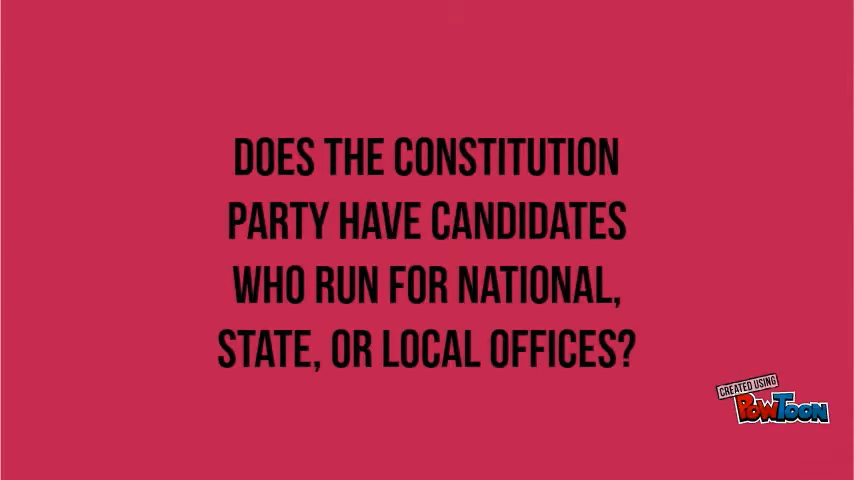 DOES THE CONSTITUTION
PARTY HAVE CANDIDATES
WHO RUN FOR NATIONAL,
STATE, OR LOCAL OFFICES?
CREATED USING
POWTOON